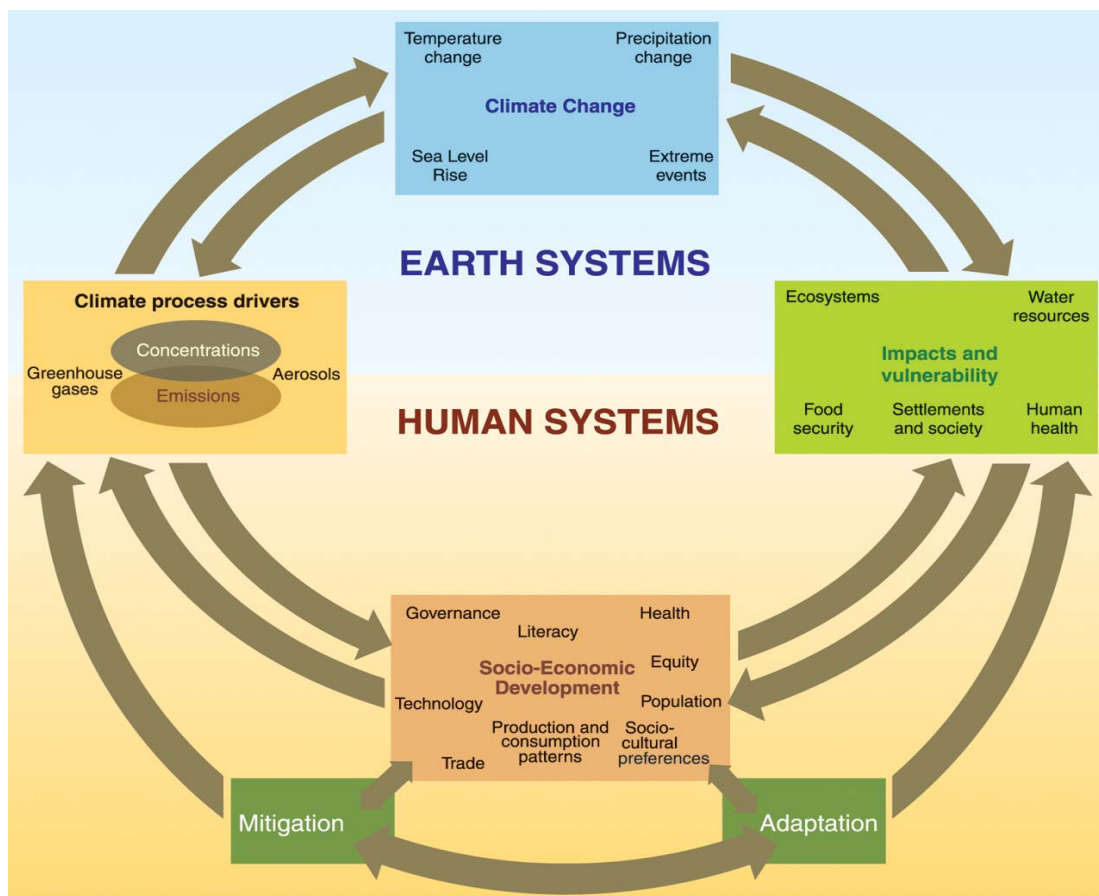 Temperature
change
Precipitation
change
Climate Change
Sea Level
Rise
Extreme
events
EARTH SYSTEMS
Climate process drivers
Concentrations
Greenhouse
gases
Aerosols
Emissions
Ecosystems
Water
resources
Impacts and
vulnerability
Food
security
Settlements
and society
Human
health
HUMAN SYSTEMS
Governance
Literacy
Health
Socio-Economic
Development
Equity
Technology
Population
Production and
consumption
patterns
Socio-
cultural
preferences
Trade
Mitigation
Adaptation